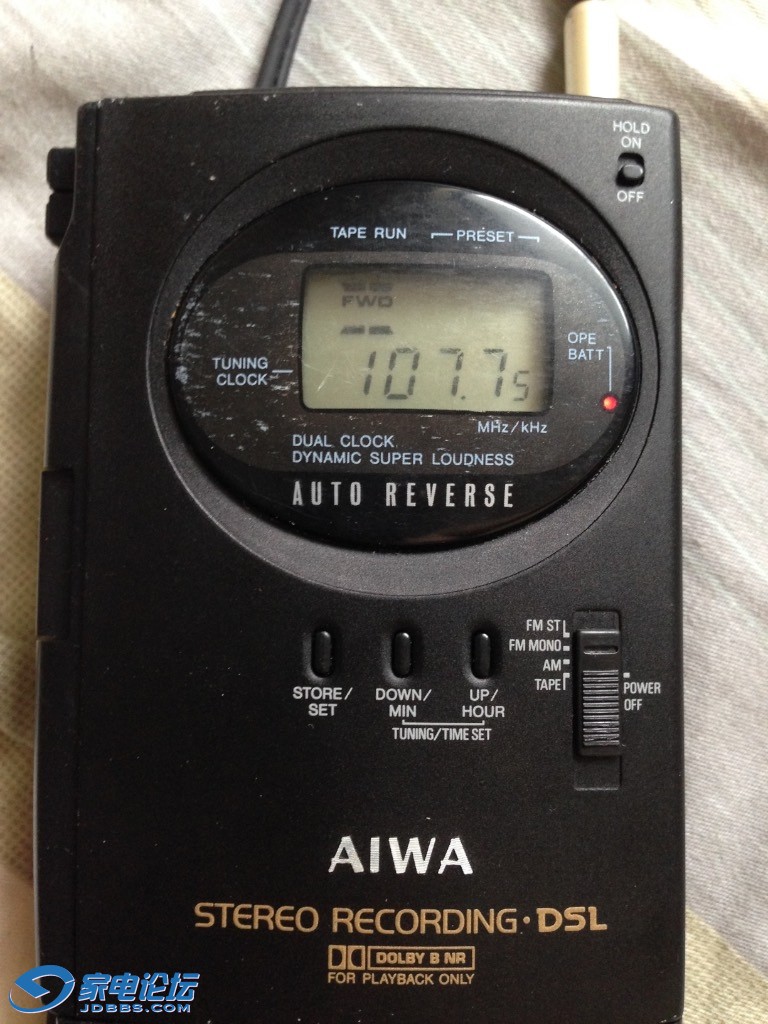 HOLD
ON
OFF
TAPE RUN PRESET
FWD
OPE
BATT
TUNING
CLOCK
107.75
MHz/kHz
DUAL CLOCK
DYNAMIC SUPER LOUDNESS
AUTO REVERSE
FM ST
FM MONO
AM
TAPE
POWER
OFF
STORE/
SET
DOWN/
MIN
UP/
HOUR
TUNING/TIME SET
AIWA
STEREO RECORDING·DSL
DOLBY B NR
FOR PLAYBACK ONLY
家电论坛
JDBBS.COM